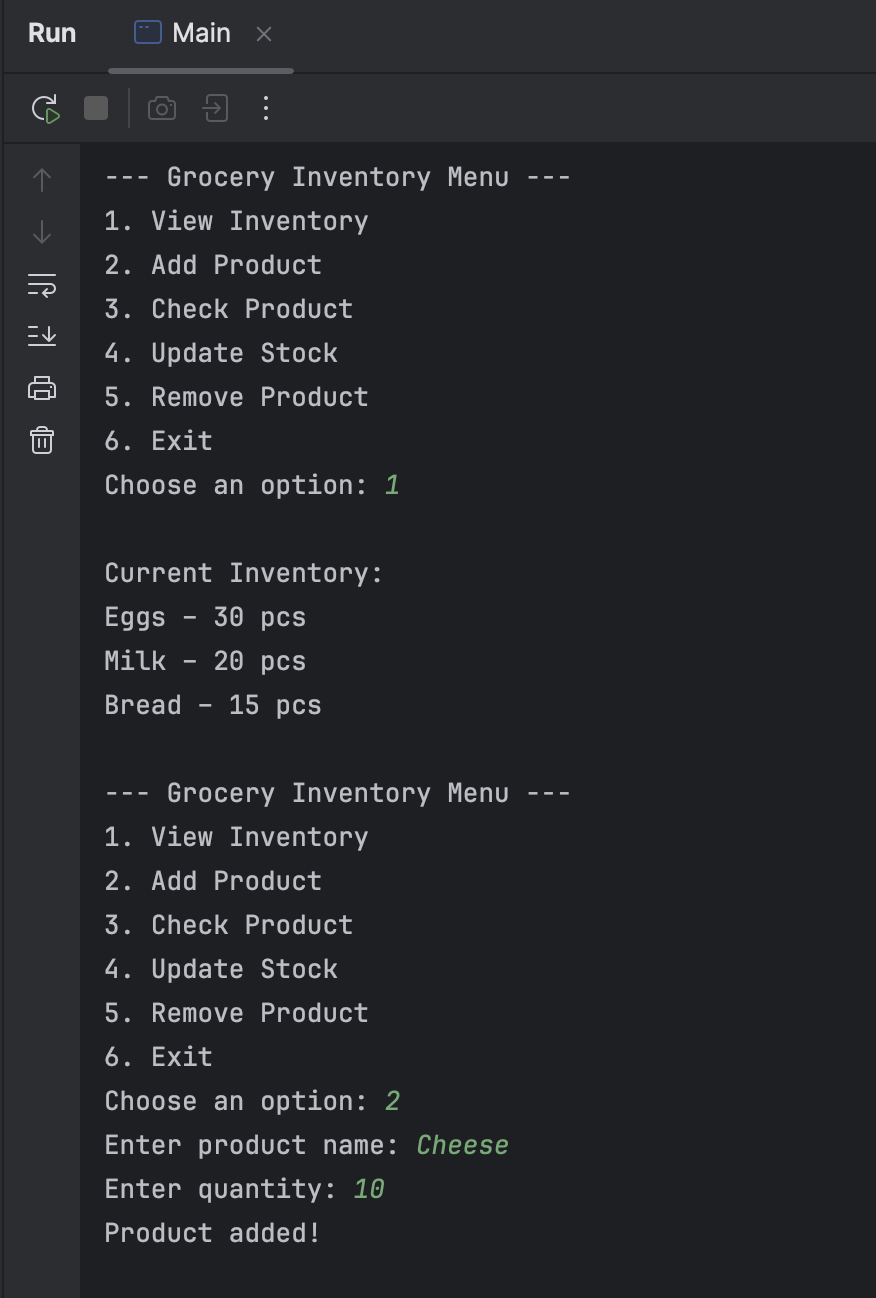 Run
Main
--- Grocery Inventory Menu ---
1. View Inventory
2. Add Product
3. Check Product
4. Update Stock
5. Remove Product
6. Exit
Choose an option: 1
Current Inventory:
Eggs – 30 pcs
Milk – 20 pcs
Bread – 15 pcs
--- Grocery Inventory Menu ---
1. View Inventory
2. Add Product
3. Check Product
4. Update Stock
5. Remove Product
6. Exit
Choose an option: 2
Enter product name: Cheese
Enter quantity: 10
Product added!